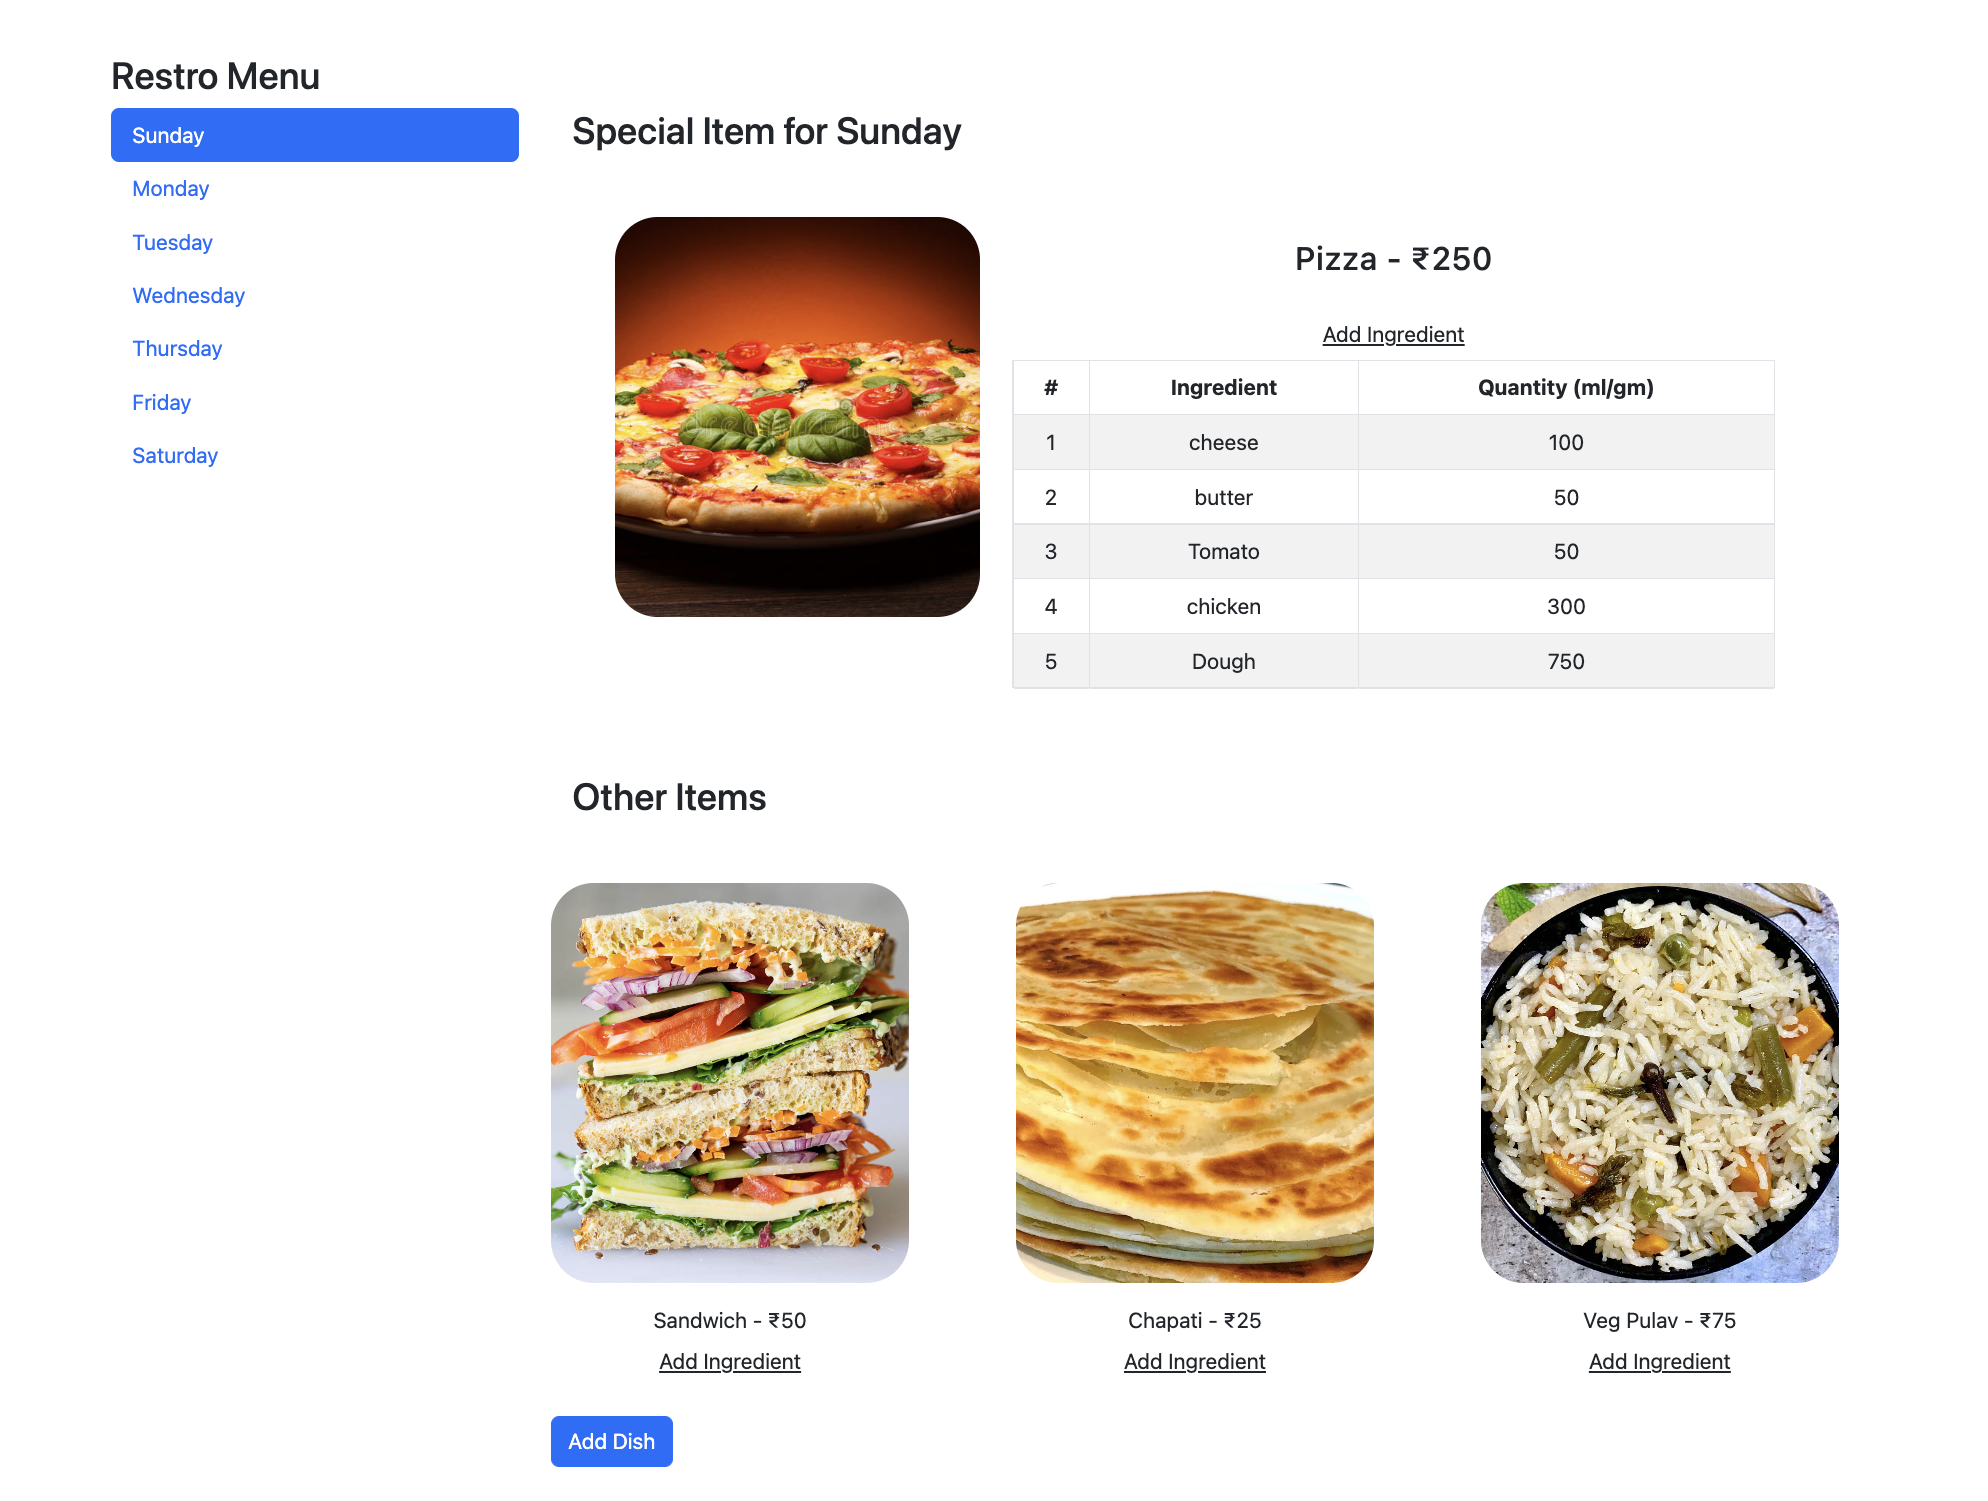 Restro Menu
Sunday
Monday
Tuesday
Wednesday
Thursday
Friday
Saturday
Special Item for Sunday
Pizza - ₹250
Add Ingredient
# Ingredient Quantity (ml/gm)
1 cheese 100
2 butter 50
3 Tomato 50
4 chicken 300
5 Dough 750
Other Items
Sandwich - ₹50
Chapati - ₹25
Veg Pulav - ₹75
Add Ingredient
Add Ingredient
Add Ingredient
Add Dish